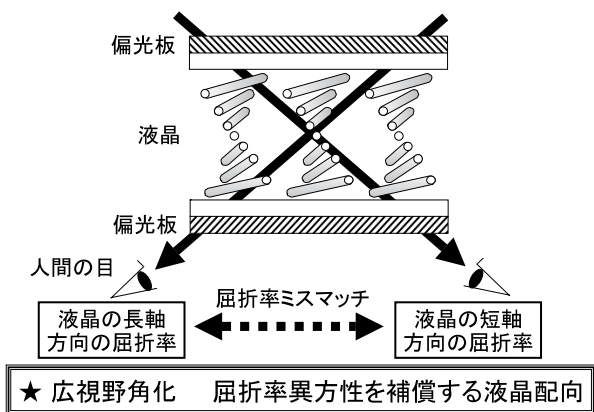 偏光板
液晶
偏光板
人間の目
屈折率ミスマッチ
液晶の長軸
方向の屈折率
液晶の短軸
方向の屈折率
★ 広視野角化 屈折率異方性を補償する液晶配向